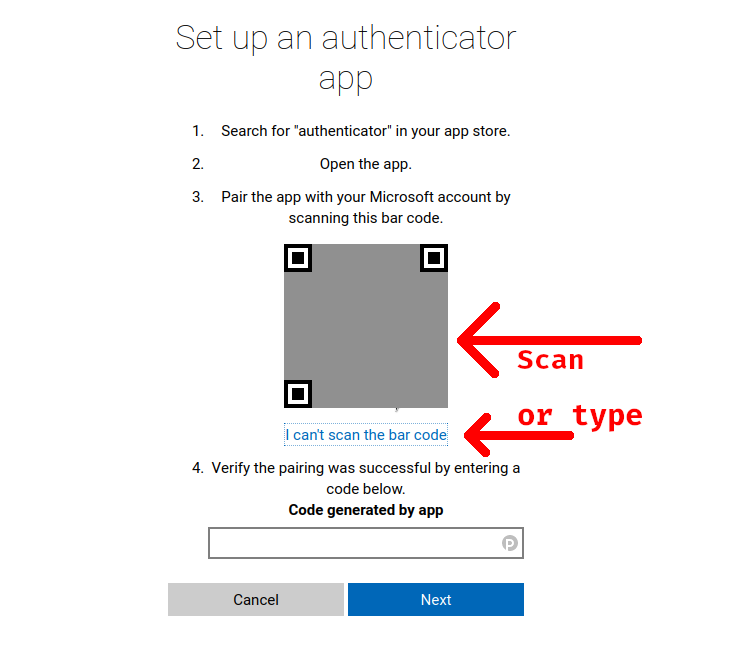 Set up an authenticator
app
1. Search for "authenticator" in your app store.
2. Open the app.
3. Pair the app with your Microsoft account by
scanning this bar code.
Scan
or type
I can't scan the bar code
4. Verify the pairing was successful by entering a
code below.
Code generated by app
Cancel Next